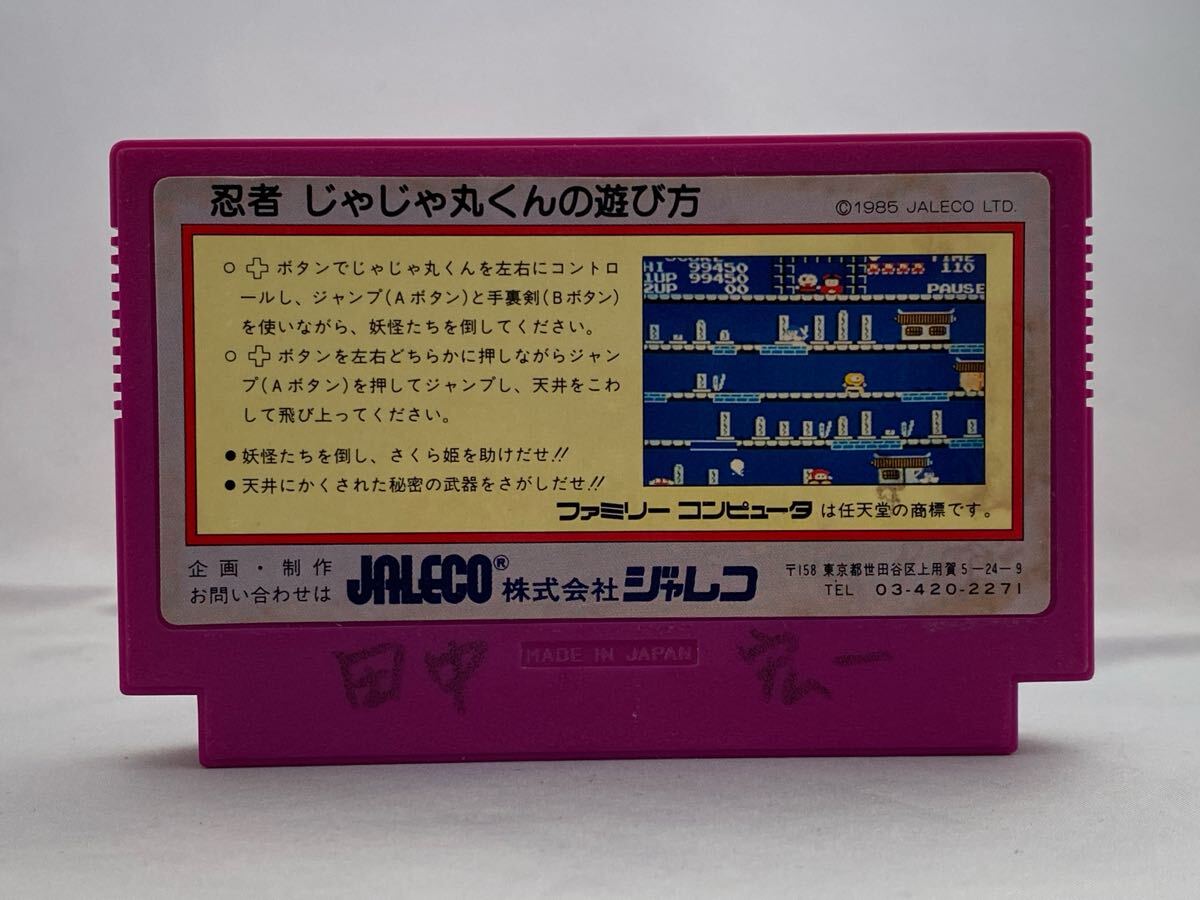 忍者 じゃじゃ丸くんの遊び方
©1985 JALECO LTD.
○ ボタンでじゃじゃ丸くんを左右にコントロ
ールし、ジャンプ(Aボタン)と手裏剣(Bボタン)
を使いながら、妖怪たちを倒してください。
○ ボタンを左右どちらかに押しながらジャン
プ(Aボタン)を押してジャンプし、天井をこわ
して飛び上ってください。
●妖怪たちを倒し、さくら姫を助けだせ!!
●天井にかくされた秘密の武器をさがしだせ!!
SCORE
HI 99450
1UP 99450
2UP 00
TIME
110
PAUSE
ファミリー コンピュータ は任天堂の商標です。
企画・制作
お問い合わせは
JALECO® 株式会社 ジャレコ
〒158 東京都世田谷区上用賀5-24-9
TEL 03-420-2271
田中
MADE IN JAPAN
宏一